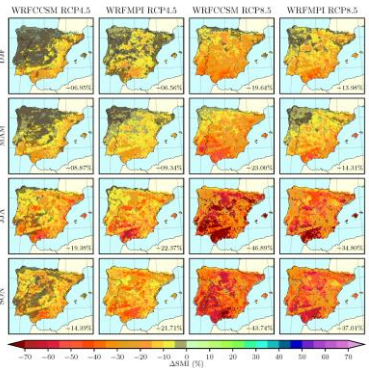 WRFCCSM RCP4.5 WRFMPI RCP4.5 WRFCCSM RCP8.5 WRFMPI RCP8.5
DJF
−06.95% −06.56% −19.64% −13.98%
MAM
−08.87% −09.34% −23.00% −14.31%
JJA
−19.38% −22.37% −46.89% −34.80%
SON
−14.39% −21.71% −43.74% −37.01%
−70 −60 −50 −40 −30 −20 −10 0 10 20 30 40 50 60 70
ΔSMI (%)